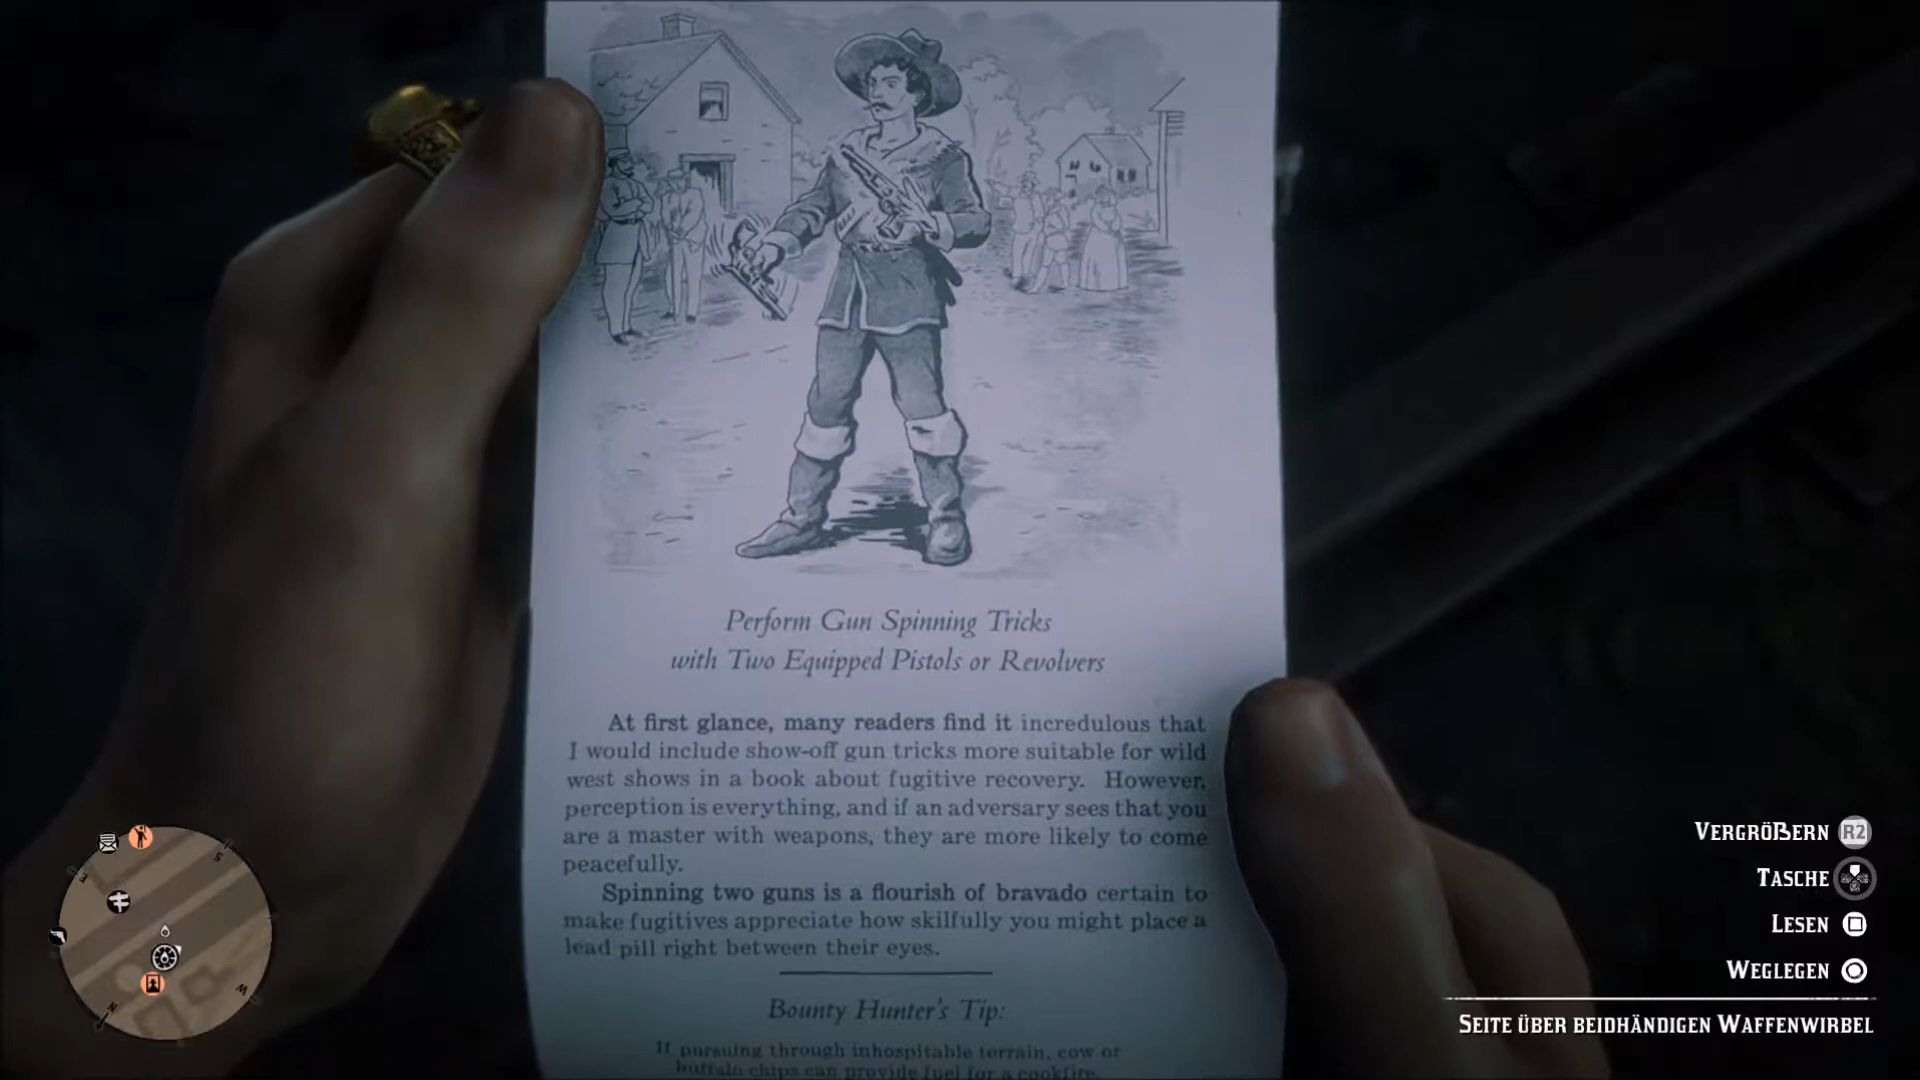 Perform Gun Spinning Tricks
with Two Equipped Pistols or Revolvers
At first glance, many readers find it incredulous that
I would include show-off gun tricks more suitable for wild
west shows in a book about fugitive recovery. However,
perception is everything, and if an adversary sees that you
are a master with weapons, they are more likely to come
peacefully.
Spinning two guns is a flourish of bravado certain to
make fugitives appreciate how skilfully you might place a
lead pill right between their eyes.
Bounty Hunter's Tip:
If pursuing through inhospitable terrain, cow or
buffalo chips can provide fuel for a cookfire.
S
E
W
N
VERGRÖẞERN R2
TASCHE
LESEN
WEGLEGEN
SEITE ÜBER BEIDHÄNDIGEN WAFFENWIRBEL